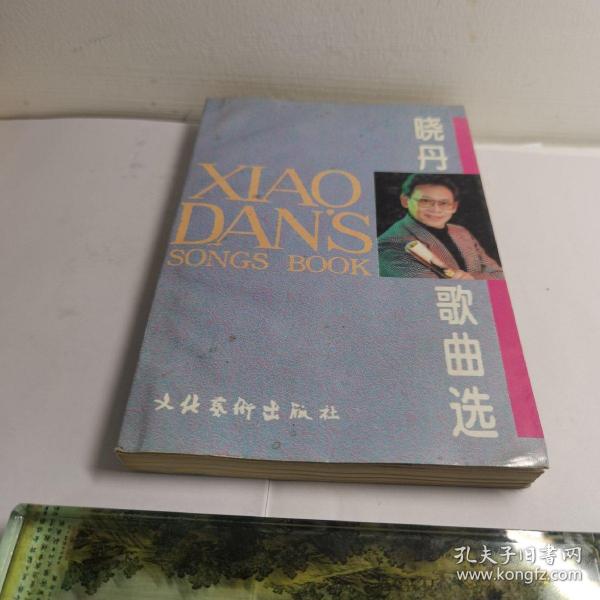 晓丹
歌曲选
XIAO
DAN'S
SONGS BOOK
文化艺术出版社
孔夫子旧书网
www.kongfz.com